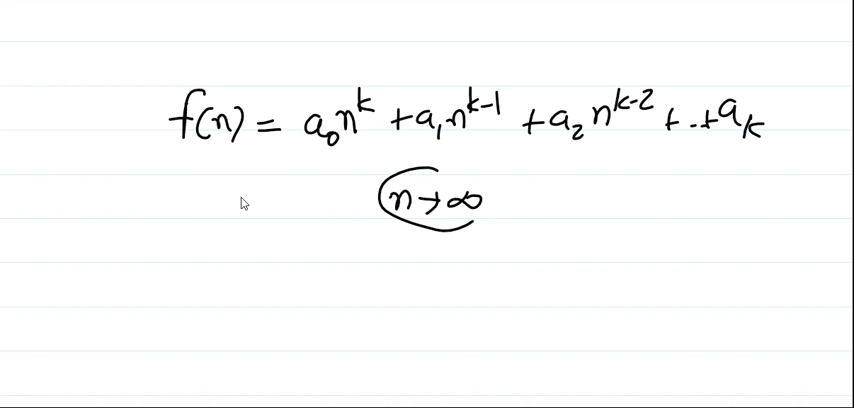 f(n) = a₀nᵏ + a₁nᵏ⁻¹ + a₂nᵏ⁻² + ..+ aₖ
n→∞